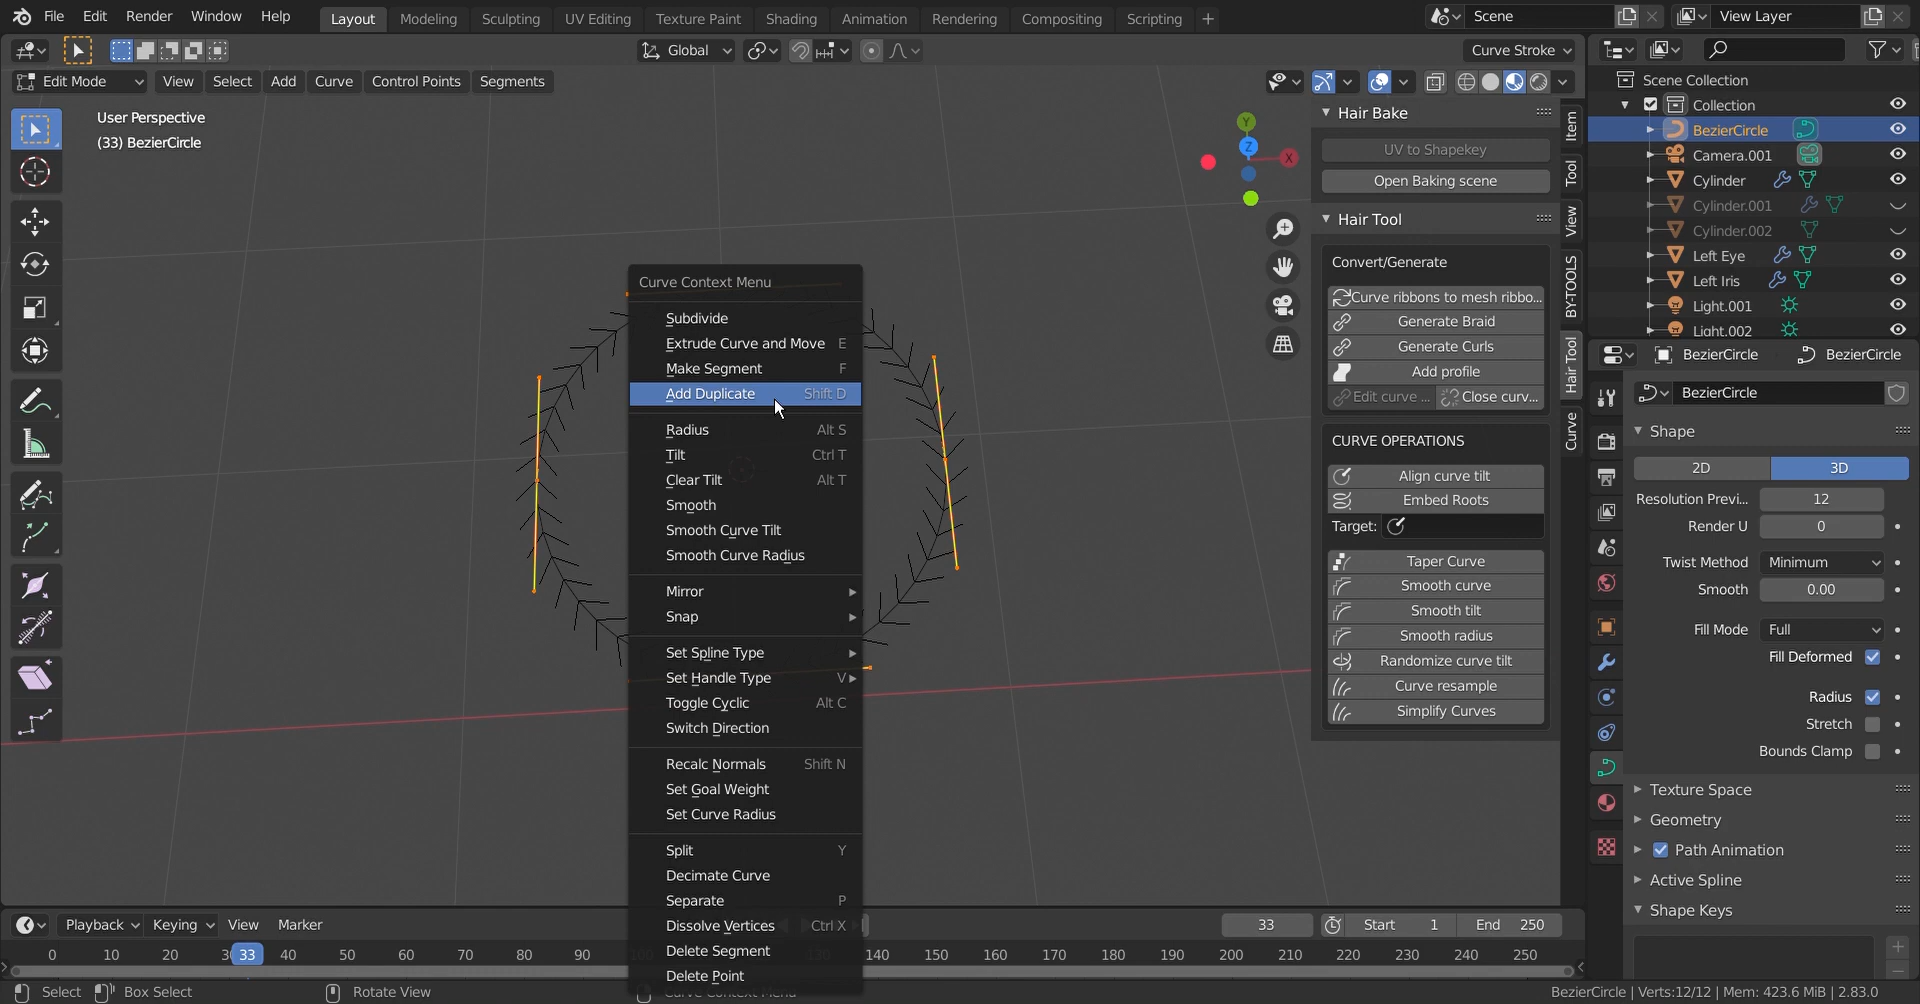 File Edit Render Window Help Layout Modeling Sculpting UV Editing Texture Paint Shading Animation Rendering Compositing Scripting + Scene View Layer
Global Curve Stroke
Edit Mode View Select Add Curve Control Points Segments
User Perspective
(33) BezierCircle
Y
Z
X
Curve Context Menu
Subdivide
Extrude Curve and Move E
Make Segment F
Add Duplicate Shift D
Radius Alt S
Tilt Ctrl T
Clear Tilt Alt T
Smooth
Smooth Curve Tilt
Smooth Curve Radius
Mirror
Snap
Set Spline Type
Set Handle Type V
Toggle Cyclic Alt C
Switch Direction
Recalc Normals Shift N
Set Goal Weight
Set Curve Radius
Split Y
Decimate Curve
Separate P
Dissolve Vertices Ctrl X
Delete Segment
Delete Point
Hair Bake
UV to Shapekey
Open Baking scene
Hair Tool
Convert/Generate
Curve ribbons to mesh ribbo...
Generate Braid
Generate Curls
Add profile
Edit curve ... Close curv...
CURVE OPERATIONS
Align curve tilt
Embed Roots
Target:
Taper Curve
Smooth curve
Smooth tilt
Smooth radius
Randomize curve tilt
Curve resample
Simplify Curves
Item
Tool
View
BY-TOOLS
Hair Tool
Curve
Scene Collection
Collection
BezierCircle
Camera.001
Cylinder
Cylinder.001
Cylinder.002
Left Eye
Left Iris
Light.001
Light.002
BezierCircle BezierCircle
BezierCircle
Shape
2D 3D
Resolution Previ... 12
Render U 0
Twist Method Minimum
Smooth 0.00
Fill Mode Full
Fill Deformed
Radius
Stretch
Bounds Clamp
Texture Space
Geometry
Path Animation
Active Spline
Shape Keys
Playback Keying View Marker 33 Start 1 End 250
0 10 20 33 40 50 60 70 80 90 140 150 160 170 180 190 200 210 220 230 240 250
Select Box Select Rotate View Curve Context Menu BezierCircle | Verts:12/12 | Mem: 423.6 MiB | 2.83.0